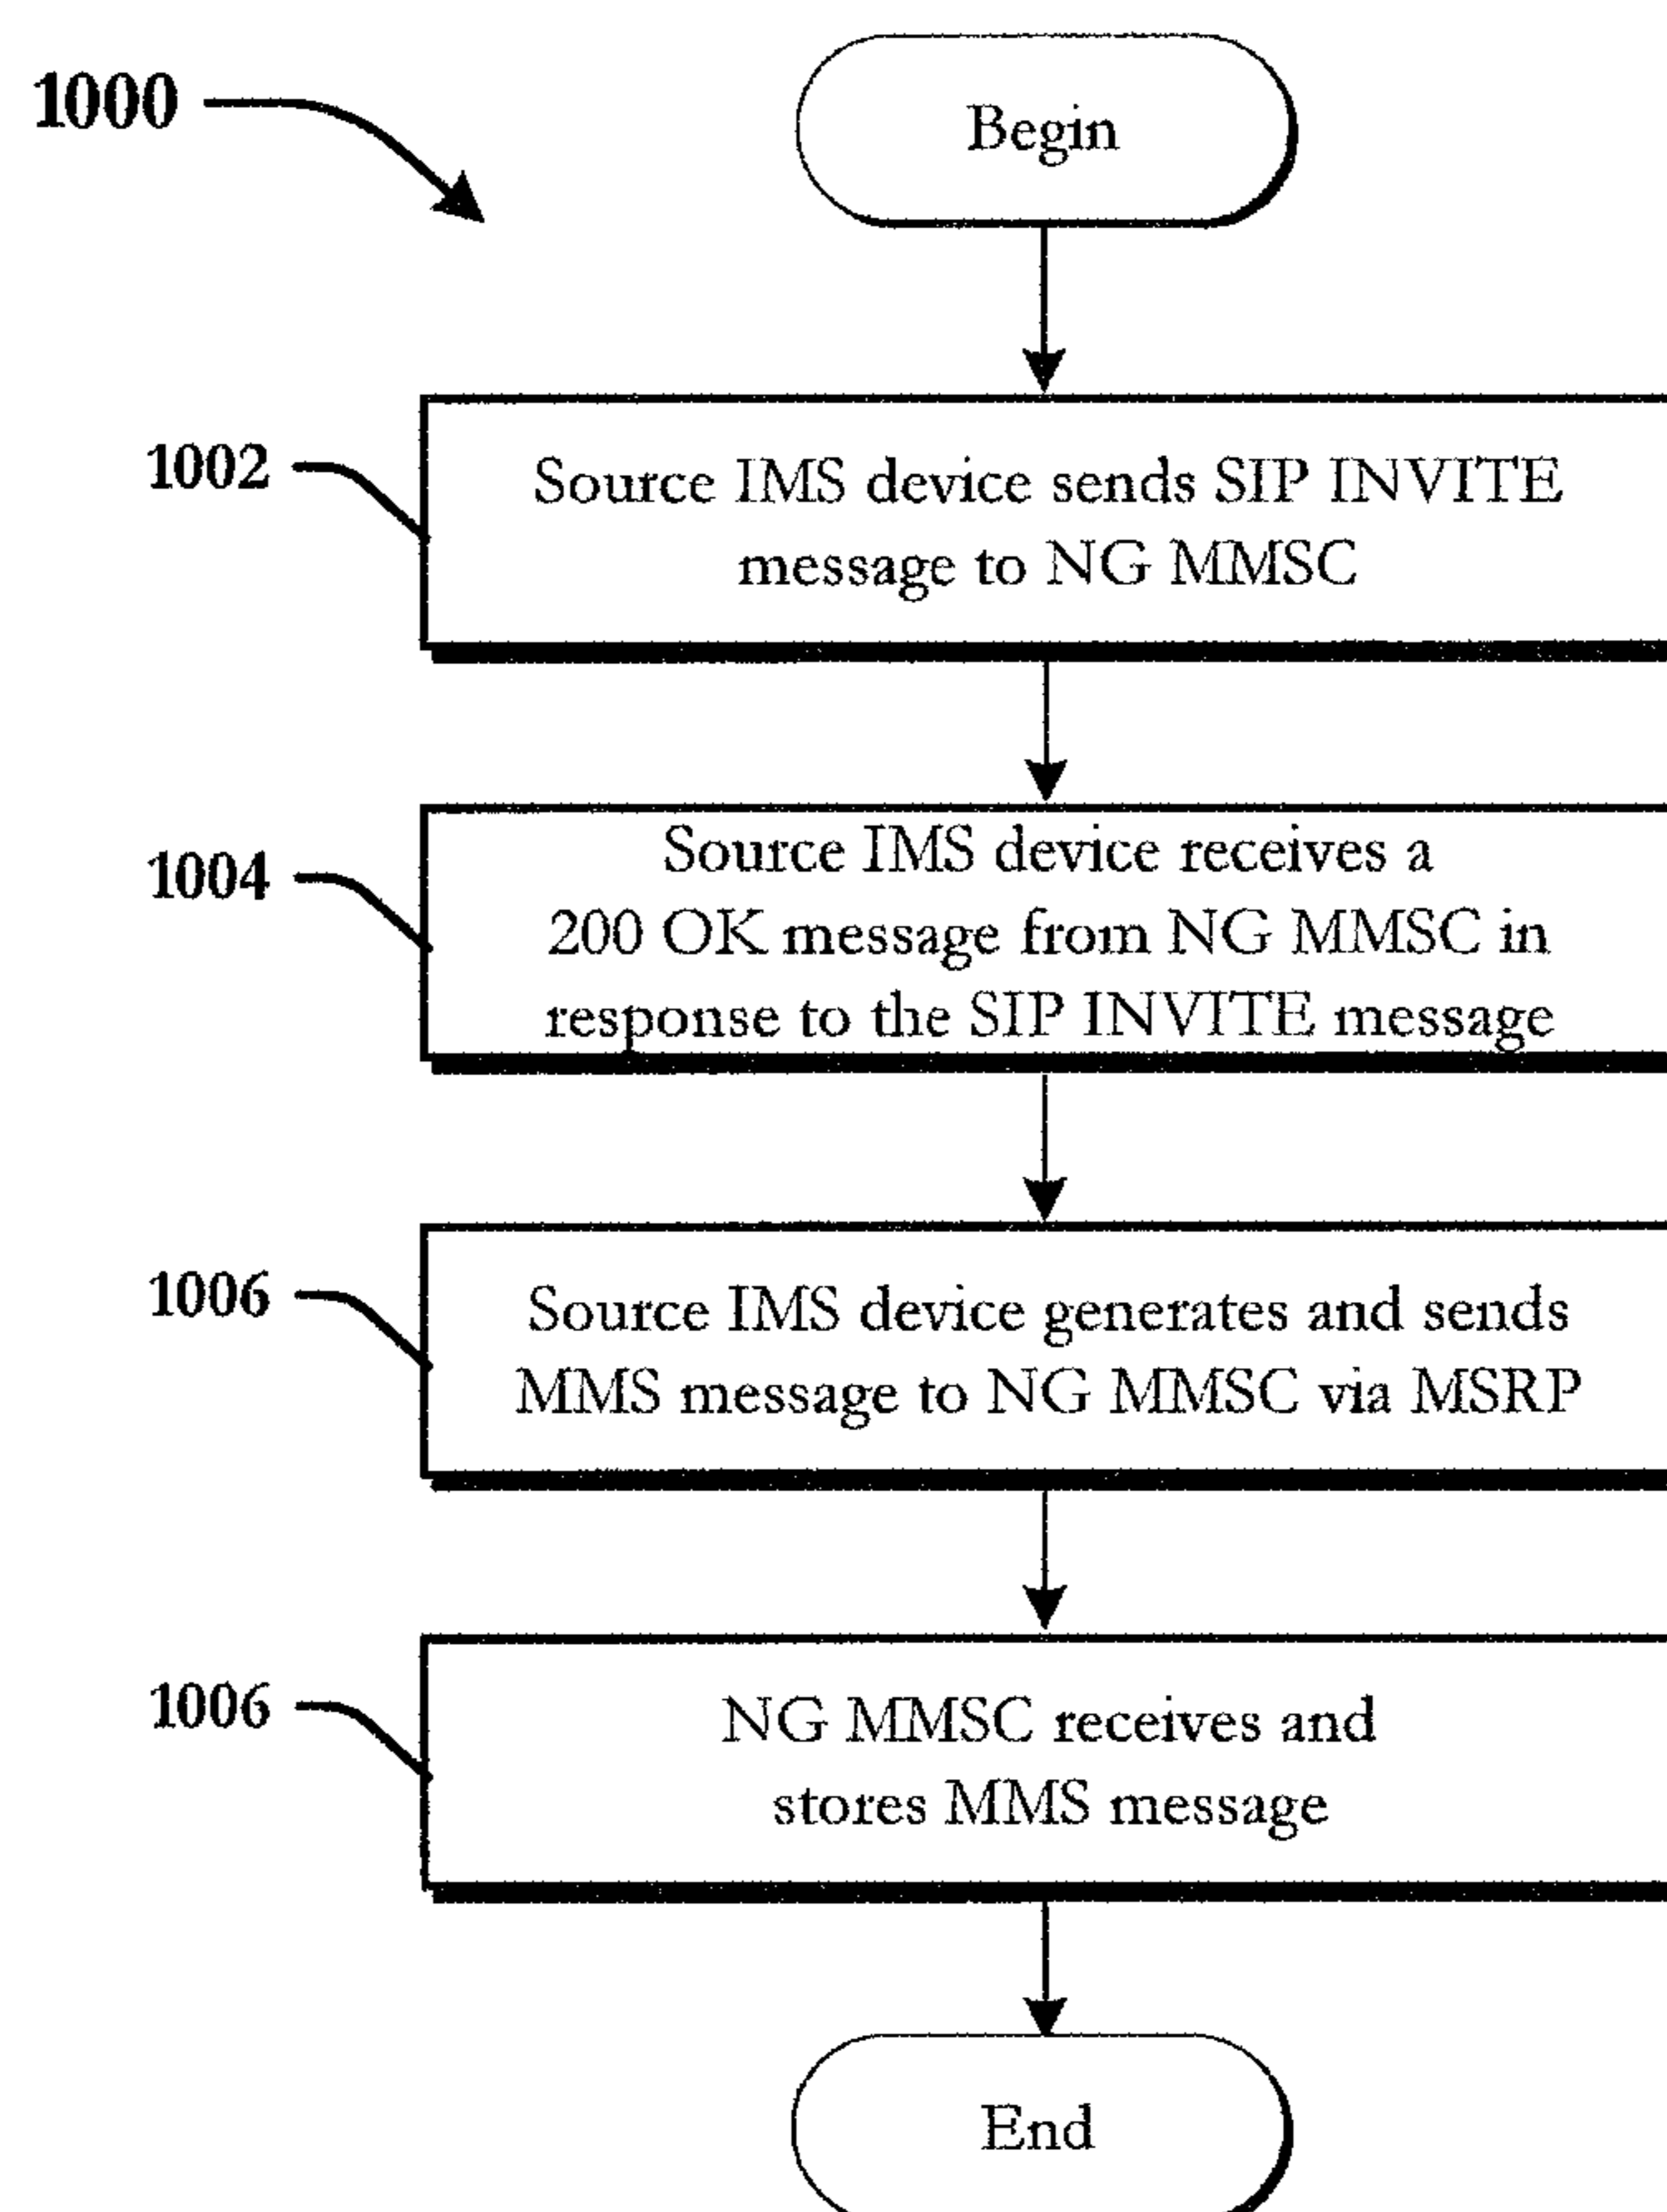 1000
Begin
1002
Source IMS device sends SIP INVITE
message to NG MMSC
1004
Source IMS device receives a
200 OK message from NG MMSC in
response to the SIP INVITE message
1006
Source IMS device generates and sends
MMS message to NG MMSC via MSRP
1006
NG MMSC receives and
stores MMS message
End